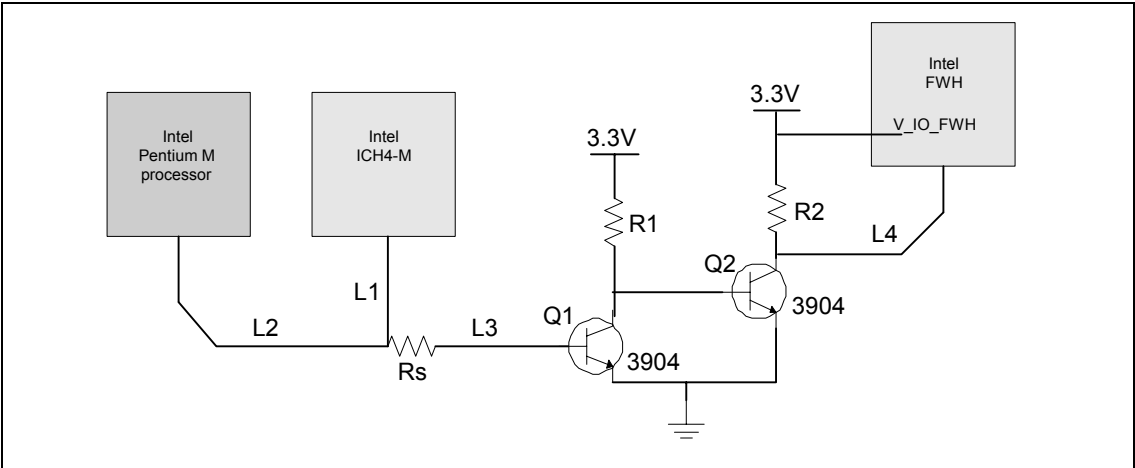 Intel
FWH
V_IO_FWH
3.3V
3.3V
Intel
Pentium M
processor
Intel
ICH4-M
R1
R2
L4
Q2
3904
L1
L2
Rs
L3
Q1
3904